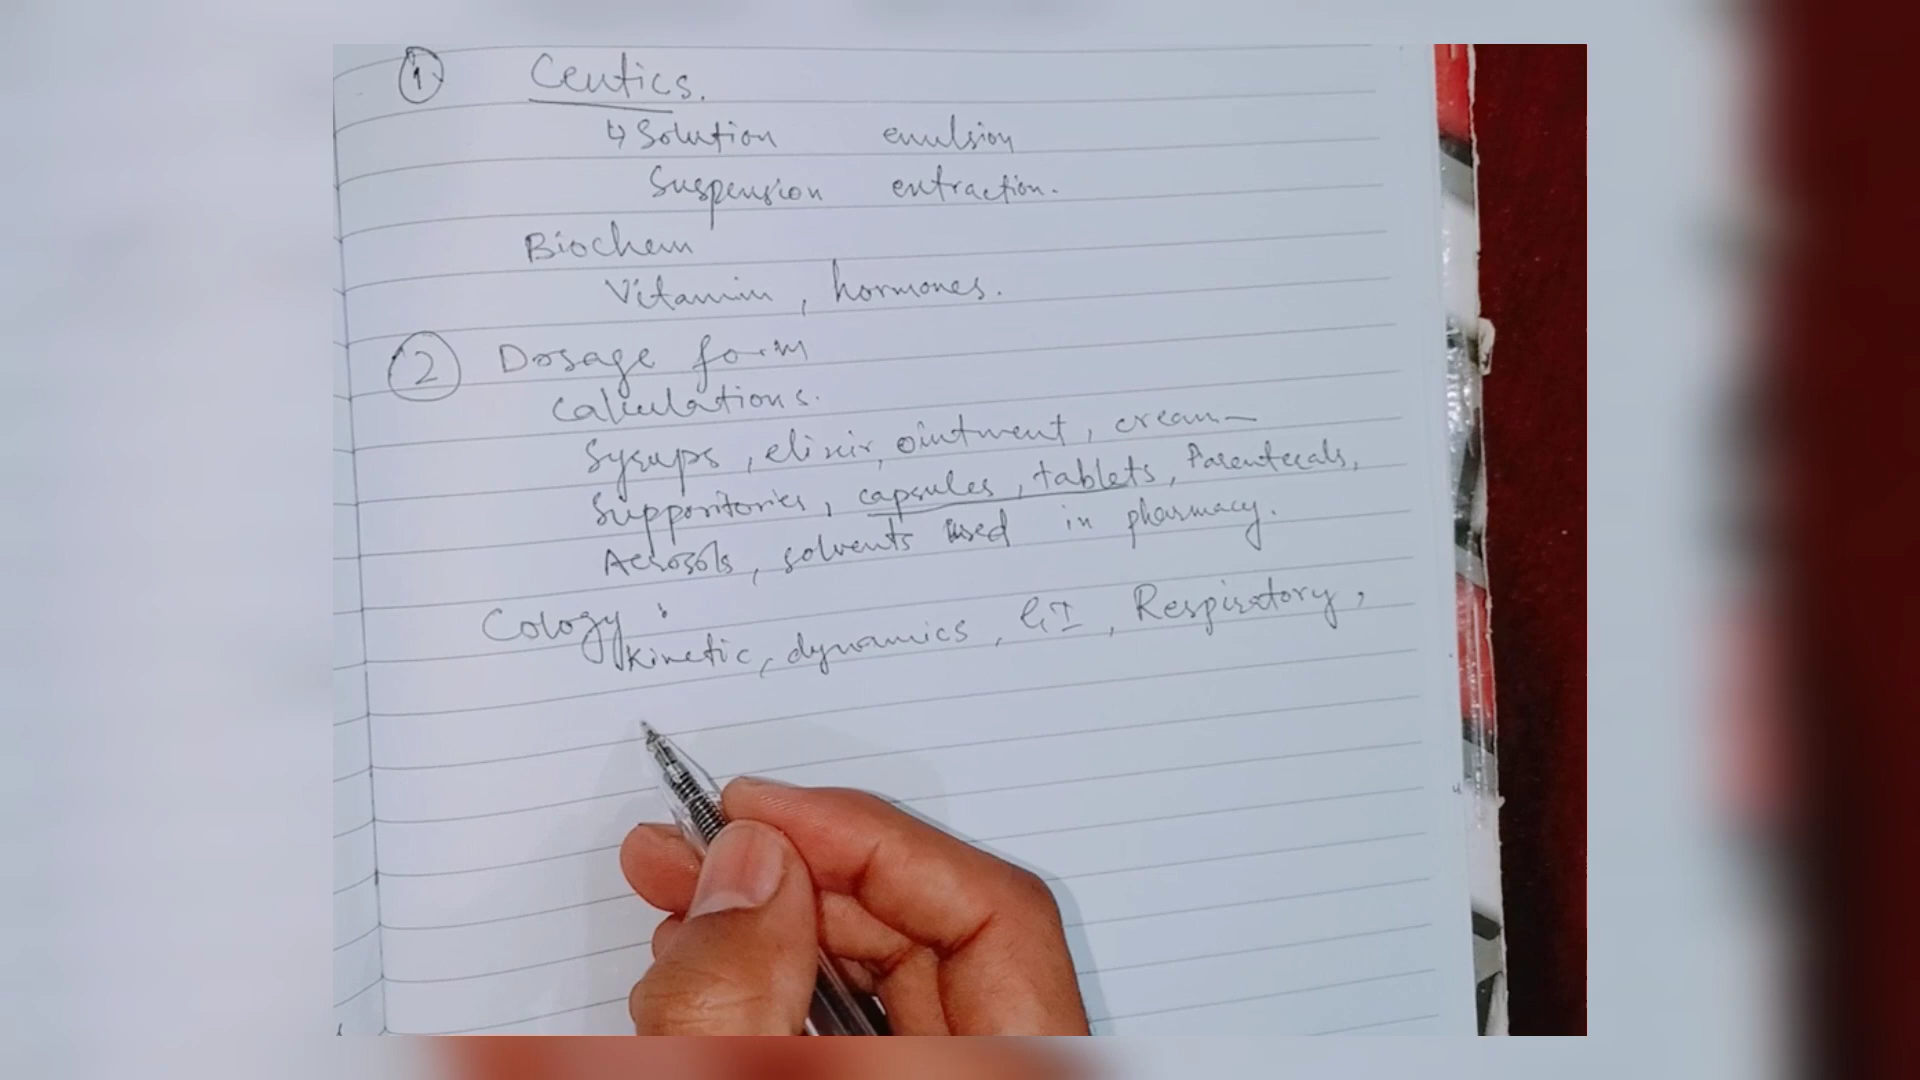 ① Ceutics.
↳ Solution emulsion
Suspension extraction.
Biochem
Vitamin, hormones.
② Dosage form
Calculations.
Syrups, elixir, ointment, cream
Suppositories, capsules, tablets, Parenterals,
Aerosols, solvents used in pharmacy.
Cology:
Kinetic, dynamics, GI, Respiratory,